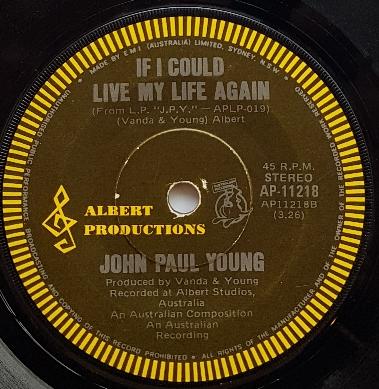 MADE BY EMI (AUSTRALIA) LIMITED, SYDNEY, N.S.W.
IF I COULD
LIVE MY LIFE AGAIN
(From L.P. "J.P.Y." — APLP-019)
(Vanda & Young) Albert
45 R.P.M.
STEREO
AP-11218
AP11218B
(3.26)
ALBERT
PRODUCTIONS
JOHN PAUL YOUNG
Produced by Vanda & Young
Recorded at Albert Studios,
Australia
An Australian Composition
An Australian
Recording
UNAUTHORISED PUBLIC PERFORMANCE, BROADCASTING AND COPYING OF THIS RECORD PROHIBITED • ALL RIGHTS OF THE MANUFACTURER AND OF THE OWNER OF THE RECORDED WORK RESERVED